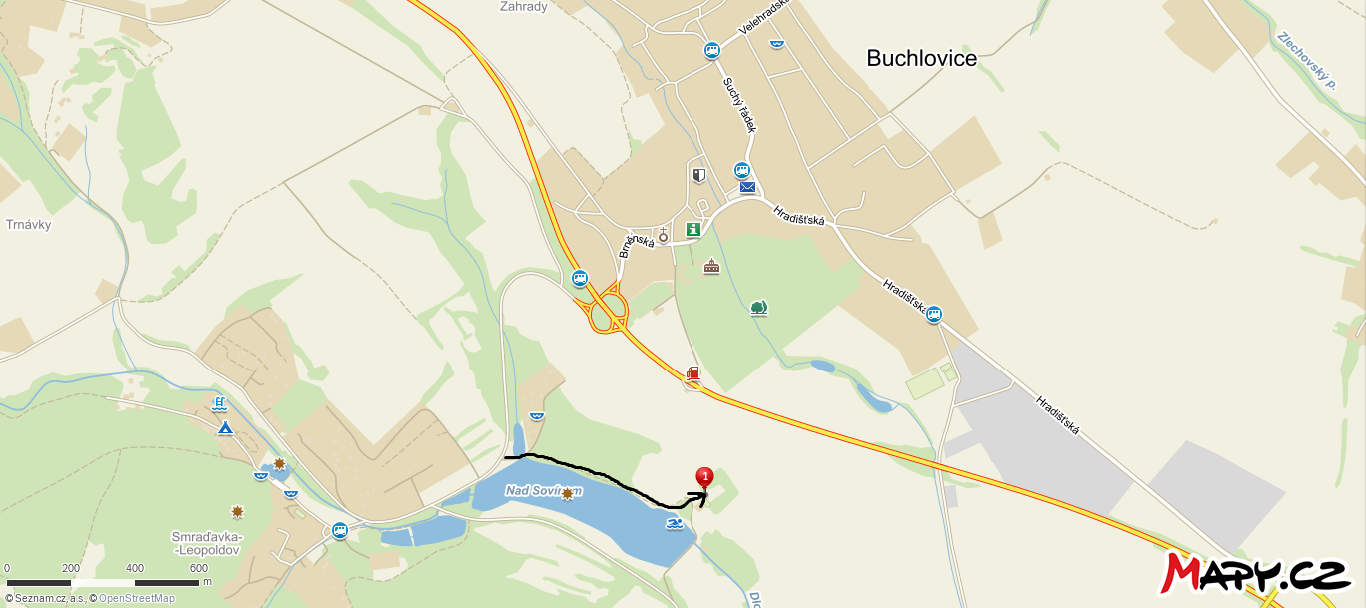 Zahrady
Velehradská
Buchlovice
Zlechovský p.
Suchý řádek
Trnávky
Hradišťská
Brněnská
Hradišťská
Hradišťská
1
Nad Sovínem
Smraďavka-
-Leopoldov
0 200 400 600
m
© Seznam.cz, a.s., © OpenStreetMap
MAPY.CZ